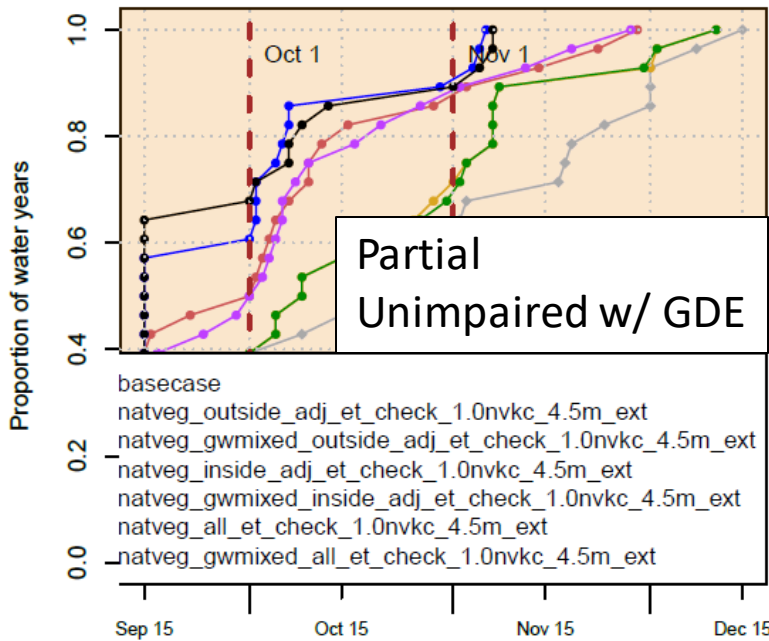 Proportion of water years
1.0
0.8
0.6
0.4
0.2
0.0
Oct 1
Nov 1
Partial
Unimpaired w/ GDE
basecase
natveg_outside_adj_et_check_1.0nvkc_4.5m_ext
natveg_gwmixed_outside_adj_et_check_1.0nvkc_4.5m_ext
natveg_inside_adj_et_check_1.0nvkc_4.5m_ext
natveg_gwmixed_inside_adj_et_check_1.0nvkc_4.5m_ext
natveg_all_et_check_1.0nvkc_4.5m_ext
natveg_gwmixed_all_et_check_1.0nvkc_4.5m_ext
Sep 15
Oct 15
Nov 15
Dec 15